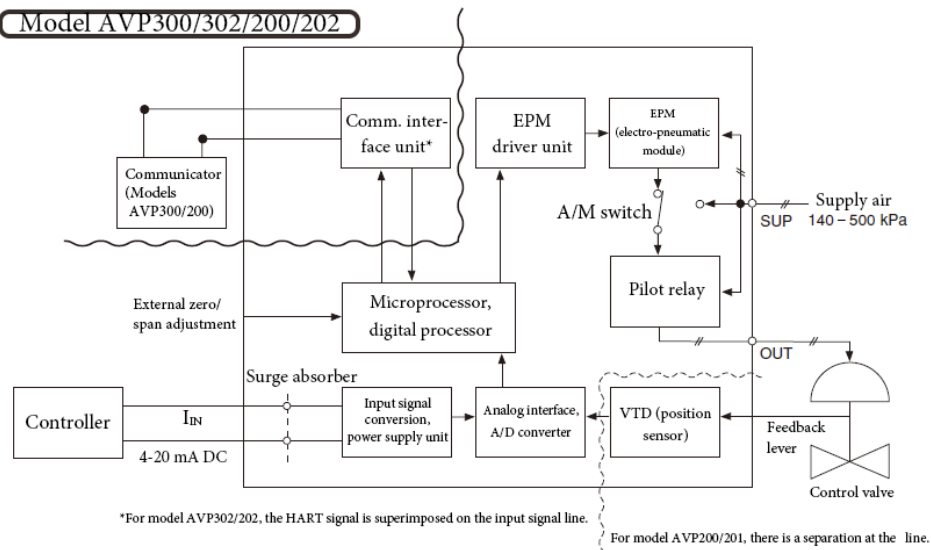 Model AVP300/302/200/202
Comm. inter-
face unit*
EPM
driver unit
EPM
(electro-pneumatic
module)
Communicator
(Models
AVP300/200)
A/M switch
SUP
Supply air
140 – 500 kPa
Pilot relay
Microprocessor,
digital processor
External zero/
span adjustment
OUT
Surge absorber
Controller
IIN
4-20 mA DC
Input signal
conversion,
power supply unit
Analog interface,
A/D converter
VTD (position
sensor)
Feedback
lever
Control valve
*For model AVP302/202, the HART signal is superimposed on the input signal line.
For model AVP200/201, there is a separation at the line.